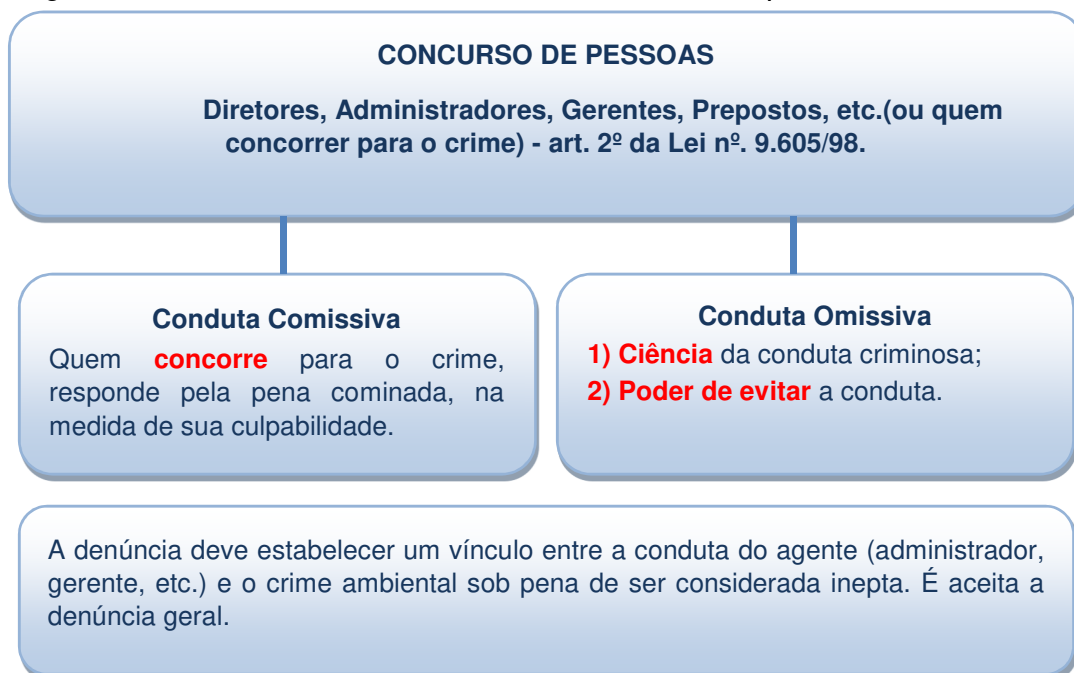 CONCURSO DE PESSOAS
Diretores, Administradores, Gerentes, Prepostos, etc.(ou quem
concorrer para o crime) - art. 2º da Lei nº. 9.605/98.
Conduta Comissiva
Quem concorre para o crime,
responde pela pena cominada, na
medida de sua culpabilidade.
Conduta Omissiva
1) Ciência da conduta criminosa;
2) Poder de evitar a conduta.
A denúncia deve estabelecer um vínculo entre a conduta do agente (administrador,
gerente, etc.) e o crime ambiental sob pena de ser considerada inepta. É aceita a
denúncia geral.